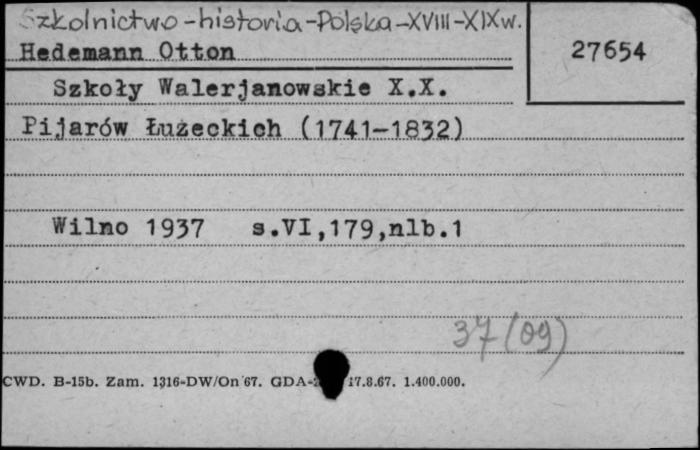 Szkolnictwo-historia-Polska-XVIII-XIXw.
Hedemann Otton
27654
Szkoły Walerjanowskie X.X.
Pijarów Łużeckich (1741-1832)
Wilno 1937 s.VI,179,nlb.1
37(09)
CWD. B-15b. Zam. 1316-DW/On 67. GDA- 17.8.67. 1.400.000.